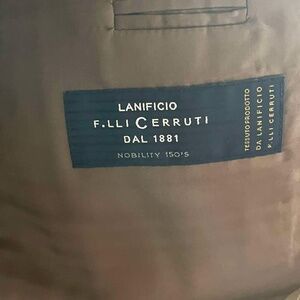 LANIFICIO
F.LLI CERRUTI
DAL 1881
NOBILITY 150'S
TESSUTO PRODOTTO
DA LANIFICIO
F.LLI CERRUTI